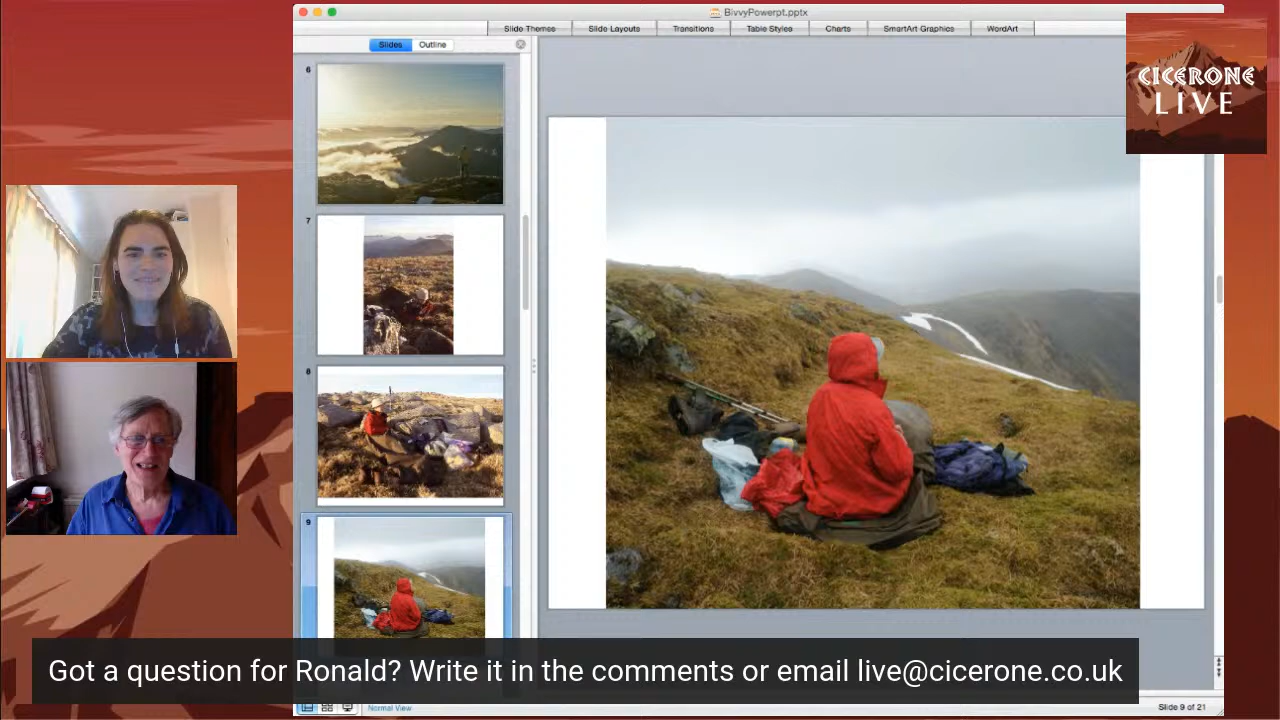 BivvyPowerpt.pptx
Slide Themes
Slide Layouts
Transitions
Table Styles
Charts
SmartArt Graphics
WordArt
Slides
Outline
CICERONE
LIVE
6
7
8
9
Got a question for Ronald? Write it in the comments or email live@cicerone.co.uk
Normal View
Slide 9 of 21